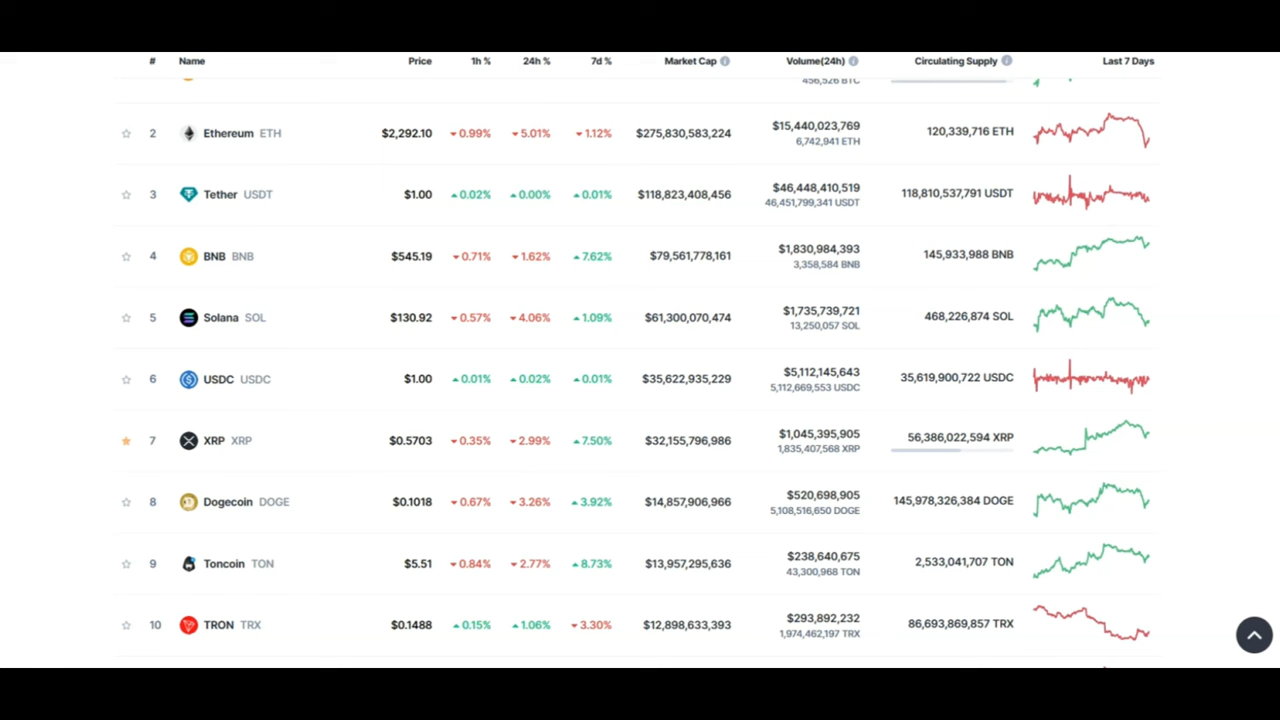 # Name Price 1h % 24h % 7d % Market Cap Volume(24h) Circulating Supply Last 7 Days
456,526 BTC
2 Ethereum ETH $2,292.10 0.99% 5.01% 1.12% $275,830,583,224 $15,440,023,769 120,339,716 ETH
6,742,941 ETH
3 Tether USDT $1.00 0.02% 0.00% 0.01% $118,823,408,456 $46,448,410,519 118,810,537,791 USDT
46,451,799,341 USDT
4 BNB BNB $545.19 0.71% 1.62% 7.62% $79,561,778,161 $1,830,984,393 145,933,988 BNB
3,358,584 BNB
5 Solana SOL $130.92 0.57% 4.06% 1.09% $61,300,070,474 $1,735,739,721 468,226,874 SOL
13,250,057 SOL
6 USDC USDC $1.00 0.01% 0.02% 0.01% $35,622,935,229 $5,112,145,643 35,619,900,722 USDC
5,112,669,553 USDC
7 XRP XRP $0.5703 0.35% 2.99% 7.50% $32,155,796,986 $1,045,395,905 56,386,022,594 XRP
1,835,407,568 XRP
8 Dogecoin DOGE $0.1018 0.67% 3.26% 3.92% $14,857,906,966 $520,698,905 145,978,326,384 DOGE
5,108,516,650 DOGE
9 Toncoin TON $5.51 0.84% 2.77% 8.73% $13,957,295,636 $238,640,675 2,533,041,707 TON
43,300,968 TON
10 TRON TRX $0.1488 0.15% 1.06% 3.30% $12,898,633,393 $293,892,232 86,693,869,857 TRX
1,974,462,197 TRX